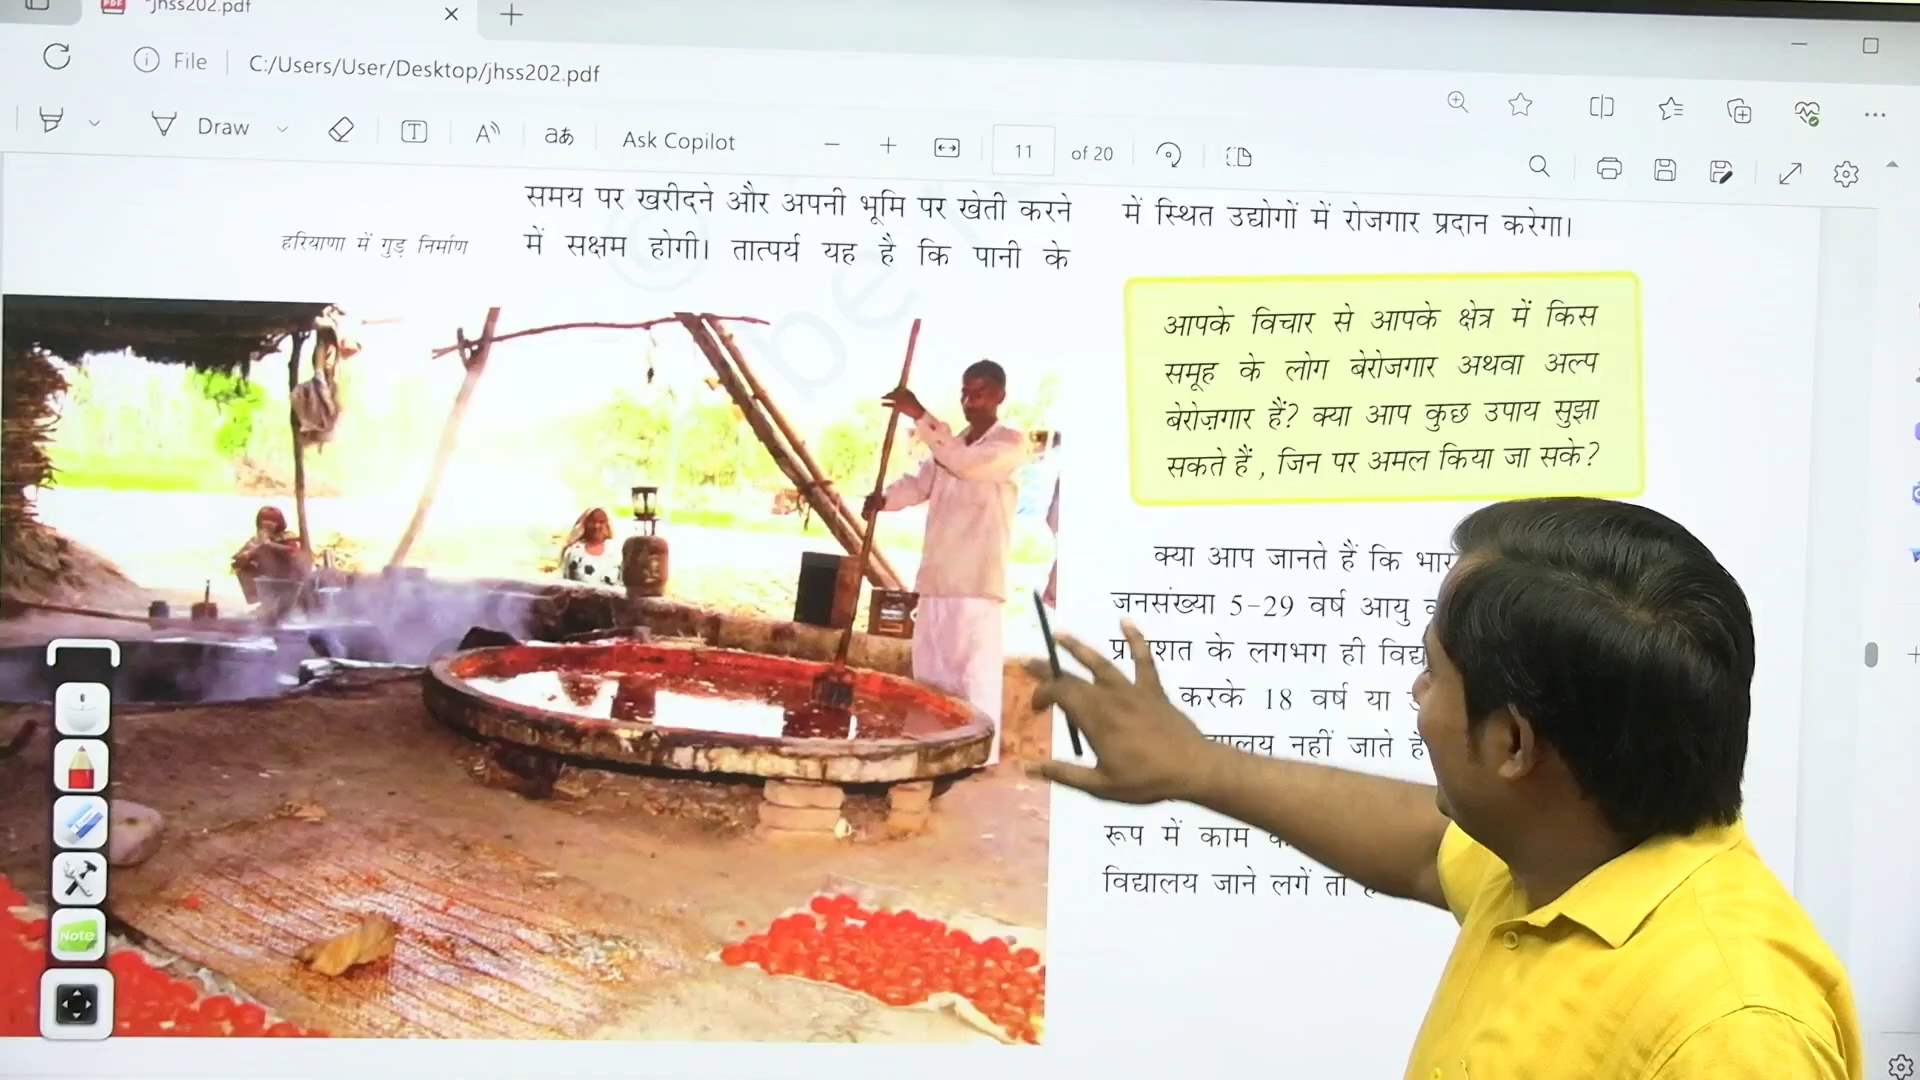 jhss202.pdf
File
C:/Users/User/Desktop/jhss202.pdf
Draw
Ask Copilot
11
of 20
समय पर खरीदने और अपनी भूमि पर खेती करने
में सक्षम होगी। तात्पर्य यह है कि पानी के
हरियाणा में गुड़ निर्माण
में स्थित उद्योगों में रोजगार प्रदान करेगा।
आपके विचार से आपके क्षेत्र में किस
समूह के लोग बेरोजगार अथवा अल्प
बेरोज़गार हैं? क्या आप कुछ उपाय सुझा
सकते हैं , जिन पर अमल किया जा सके?
क्या आप जानते हैं कि
जनसंख्या 5-29 वर्ष आयु
के लगभग ही
करके 18 वर्ष या
नहीं जाते
रूप में काम
विद्यालय जाने लगें
Note